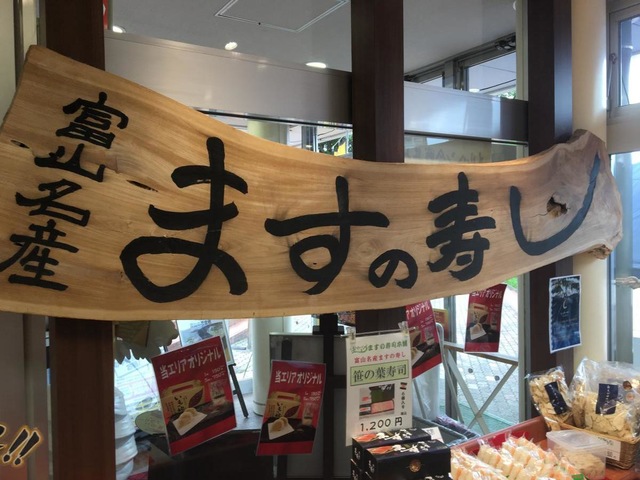 富山名産
ますの寿し
当エリアオリジナル
当エリアオリジナル
富山名産ますの寿し
笹の葉寿司
1,200円
!!